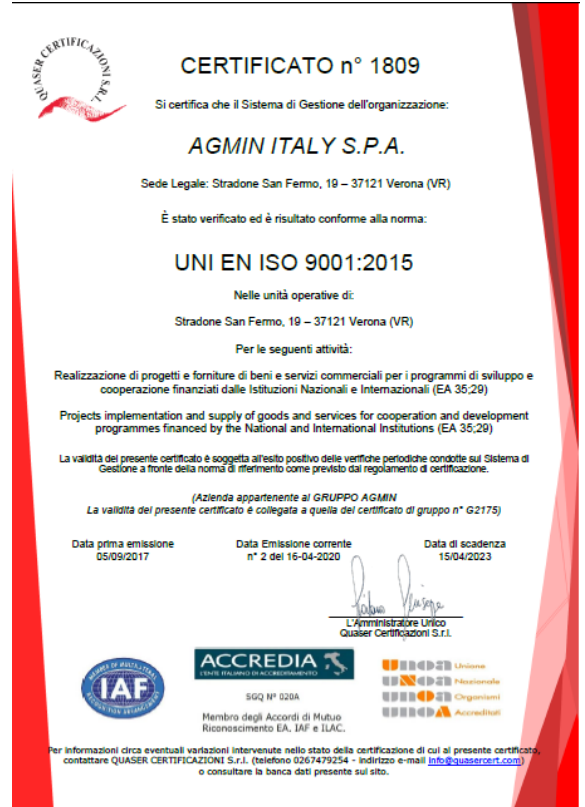 QUASER CERTIFICAZIONI S.R.L.
CERTIFICATO n° 1809
Si certifica che il Sistema di Gestione dell'organizzazione:
AGMIN ITALY S.P.A.
Sede Legale: Stradone San Fermo, 19 – 37121 Verona (VR)
È stato verificato ed è risultato conforme alla norma:
UNI EN ISO 9001:2015
Nelle unità operative di:
Stradone San Fermo, 19 – 37121 Verona (VR)
Per le seguenti attività:
Realizzazione di progetti e forniture di beni e servizi commerciali per i programmi di sviluppo e
cooperazione finanziati dalle Istituzioni Nazionali e Internazionali (EA 35;29)
Projects implementation and supply of goods and services for cooperation and development
programmes financed by the National and International Institutions (EA 35;29)
La validità del presente certificato è soggetta all'esito positivo delle verifiche periodiche condotte sul Sistema di
Gestione a fronte della norma di riferimento come previsto dal regolamento di certificazione.
(Azienda appartenente al GRUPPO AGMIN
La validità del presente certificato è collegata a quella del certificato di gruppo n° G2175)
Data prima emissione
05/09/2017
Data Emissione corrente
n° 2 del 16-04-2020
Data di scadenza
15/04/2023
L'Amministratore Unico
Quaser Certificazioni S.r.l.
MEMBER OF MULTILATERAL
IAF
RECOGNITION ARRANGEMENT
ACCREDIA
L'ENTE ITALIANO DI ACCREDITAMENTO
SGQ N° 020A
Membro degli Accordi di Mutuo
Riconoscimento EA, IAF e ILAC.
UNOA Unione
UNOA Nazionale
UNOA Organismi
UNOA Accreditati
Per informazioni circa eventuali variazioni intervenute nello stato della certificazione di cui al presente certificato,
contattare QUASER CERTIFICAZIONI S.r.l. (telefono 0267479254 - indirizzo e-mail info@quasercert.com)
o consultare la banca dati presente sul sito.